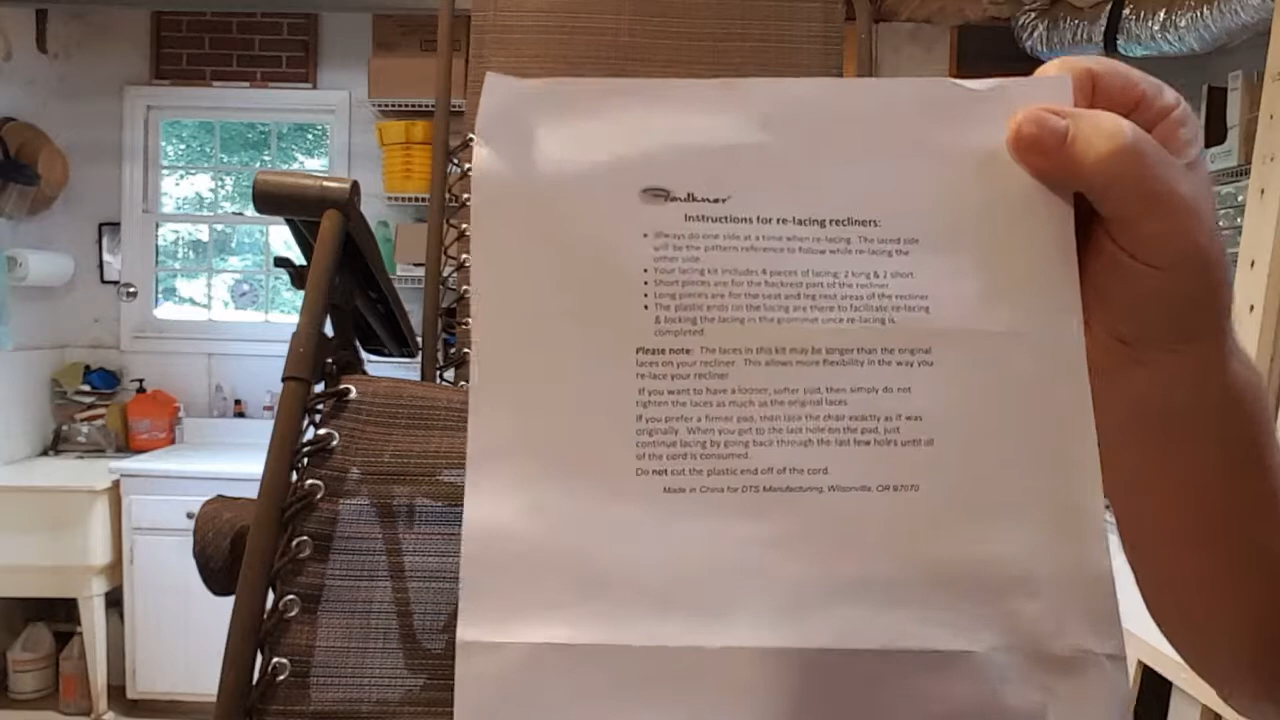 Faulkner
Instructions for re-lacing recliners:
• Always do one side at a time when re-lacing. The laced side
will be the pattern reference to follow while re-lacing the
other side.
• Your lacing kit includes 4 pieces of lacing; 2 long & 2 short.
• Short pieces are for the backrest part of the recliner.
• Long pieces are for the seat and leg rest areas of the recliner.
• The plastic ends on the lacing are there to facilitate re-lacing
& locking the lacing in the grommet once re-lacing is
completed.
Please note: The laces in this kit may be longer than the original
laces on your recliner. This allows more flexibility in the way you
re-lace your recliner.
If you want to have a looser, softer pad, then simply do not
tighten the laces as much as the original laces.
If you prefer a firmer pad, then lace the chair exactly as it was
originally. When you get to the last hole on the pad, just
continue lacing by going back through the last few holes until all
of the cord is consumed.
Do not cut the plastic end off of the cord.
Made in China for DTS Manufacturing, Wilsonville, OR 97070